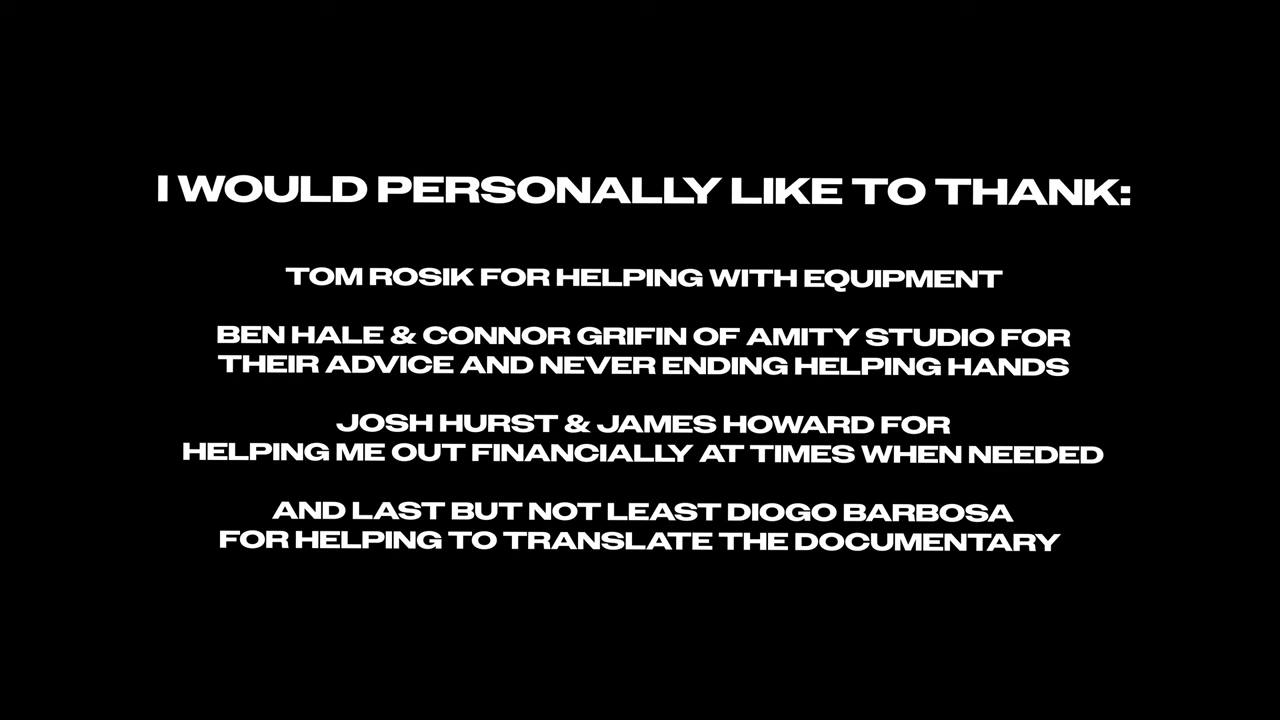 I WOULD PERSONALLY LIKE TO THANK:
TOM ROSIK FOR HELPING WITH EQUIPMENT
BEN HALE & CONNOR GRIFIN OF AMITY STUDIO FOR
THEIR ADVICE AND NEVER ENDING HELPING HANDS
JOSH HURST & JAMES HOWARD FOR
HELPING ME OUT FINANCIALLY AT TIMES WHEN NEEDED
AND LAST BUT NOT LEAST DIOGO BARBOSA
FOR HELPING TO TRANSLATE THE DOCUMENTARY